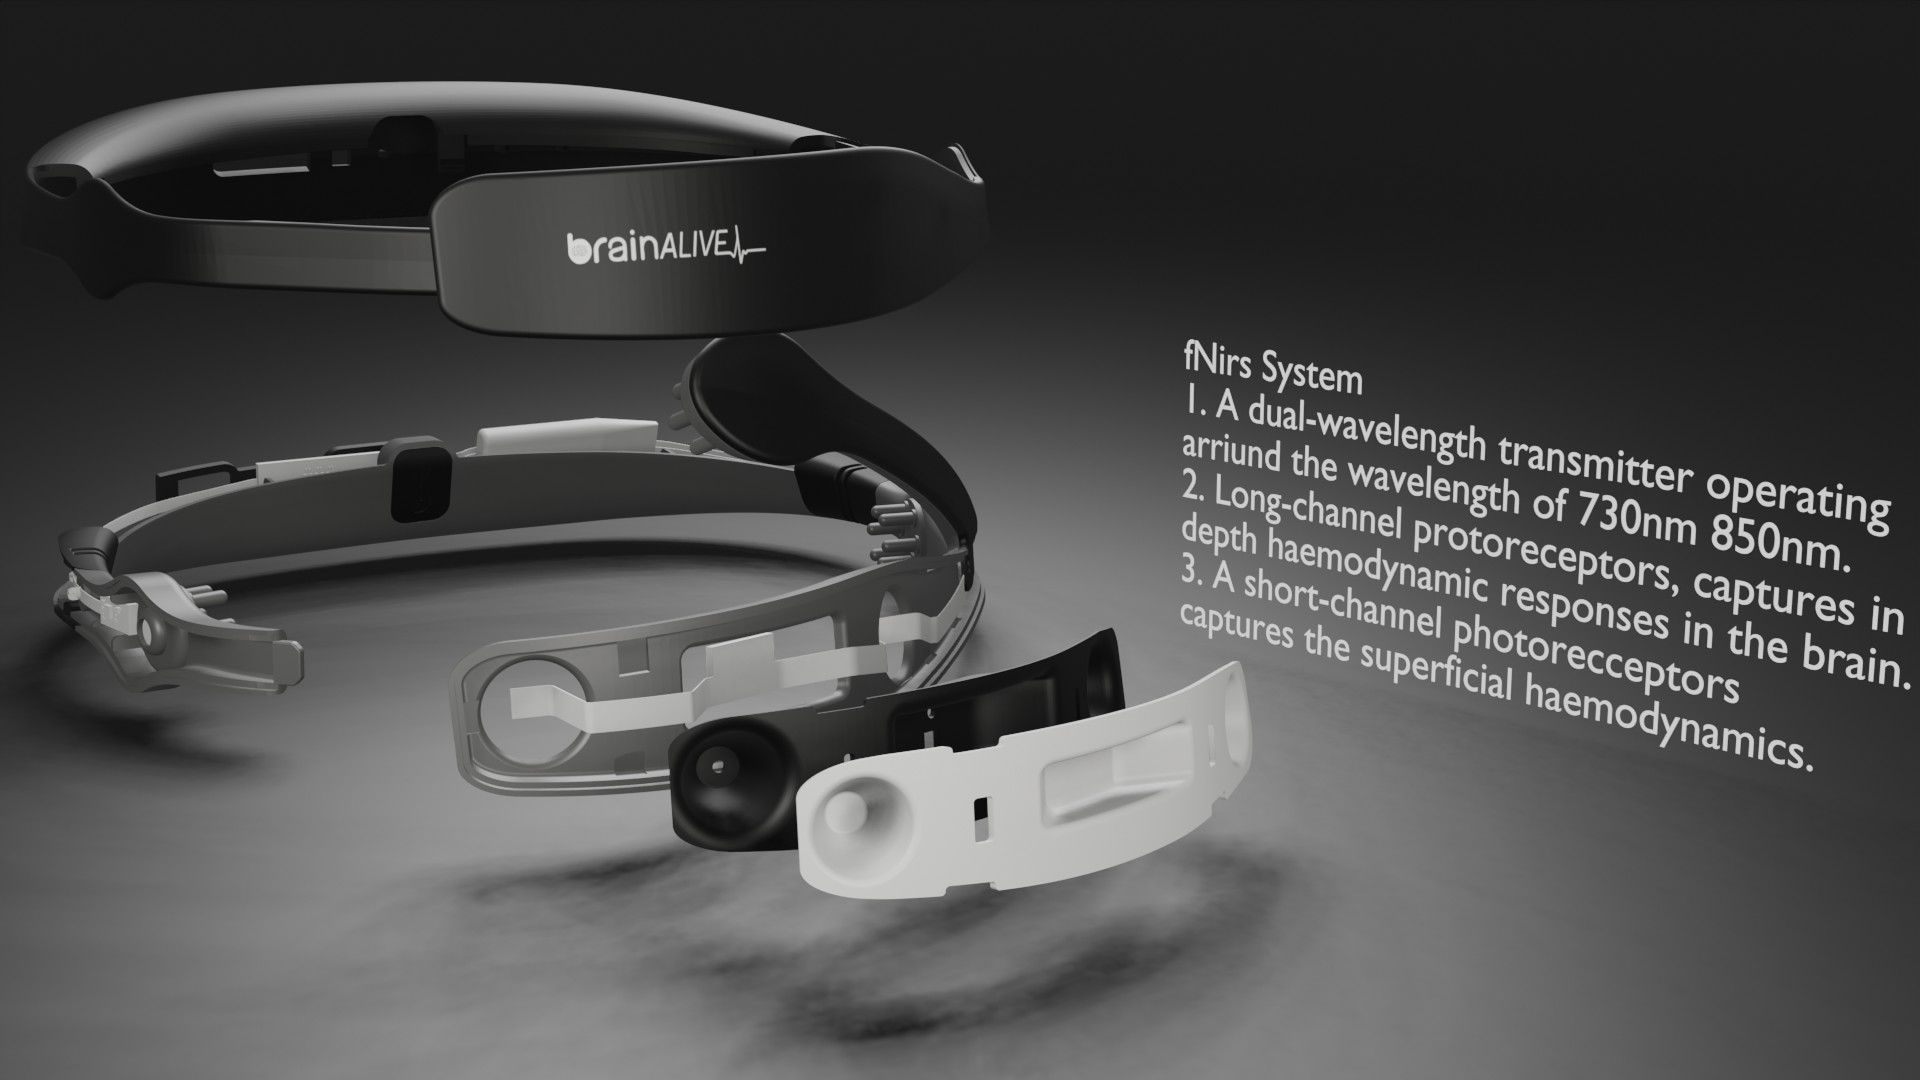 brainALIVE
fNirs System
1. A dual-wavelength transmitter operating
arriund the wavelength of 730nm 850nm.
2. Long-channel protoreceptors, captures in
depth haemodynamic responses in the brain.
3. A short-channel photorecceptors
captures the superficial haemodynamics.